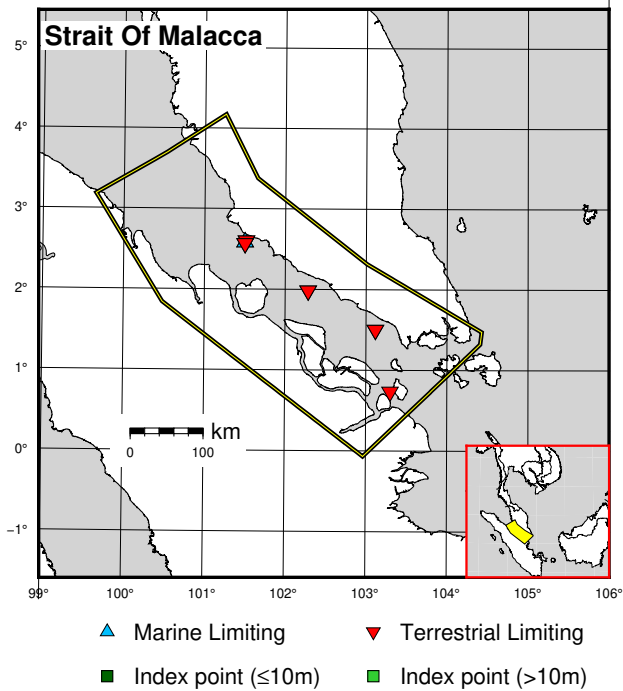 Strait Of Malacca
5°
4°
3°
2°
1°
0°
−1°
km
0 100
99° 100° 101° 102° 103° 104° 105° 106°
Marine Limiting Terrestrial Limiting
Index point (≤10m) Index point (>10m)